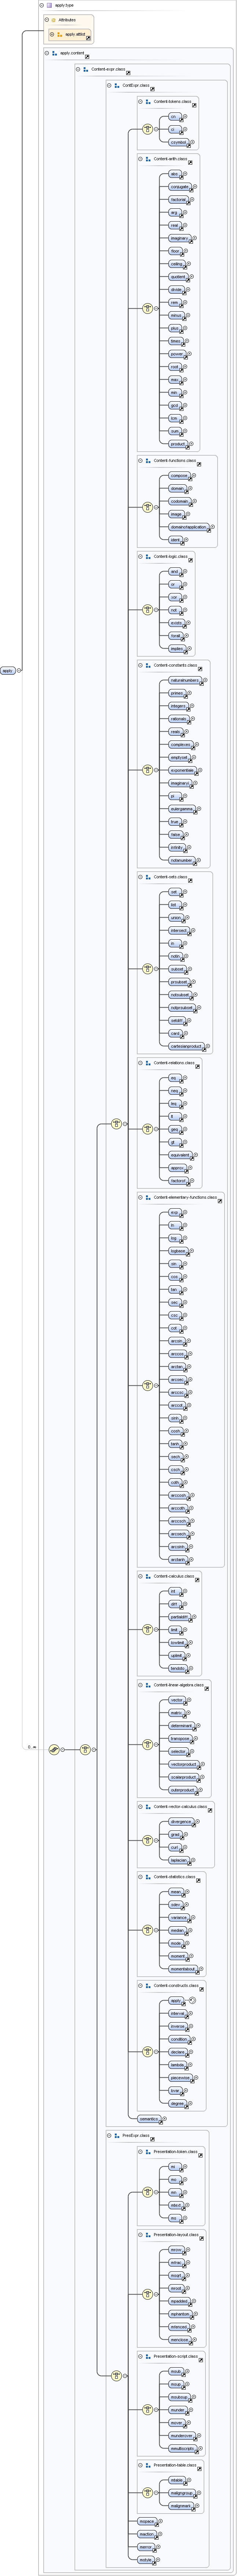 apply.type
Attributes
apply.attlist
apply.content
Content-expr.class
ContExpr.class
Content-tokens.class
cn
ci
csymbol
Content-arith.class
abs
conjugate
factorial
arg
real
imaginary
floor
ceiling
quotient
divide
rem
minus
plus
times
power
root
max
min
gcd
lcm
sum
product
Content-functions.class
compose
domain
codomain
image
domainofapplication
ident
Content-logic.class
and
or
xor
not
exists
forall
implies
Content-constants.class
apply
naturalnumbers
primes
integers
rationals
reals
complexes
emptyset
exponentiale
imaginaryi
pi
eulergamma
true
false
infinity
notanumber
Content-sets.class
set
list
union
intersect
in
notin
subset
prsubset
notsubset
notprsubset
setdiff
card
cartesianproduct
Content-relations.class
eq
neq
leq
lt
geq
gt
equivalent
approx
factorof
Content-elementary-functions.class
exp
ln
log
logbase
sin
cos
tan
sec
csc
cot
arcsin
arccos
arctan
arcsec
arccsc
arccot
sinh
cosh
tanh
sech
csch
coth
arccosh
arccoth
arccsch
arcsech
arcsinh
arctanh
Content-calculus.class
int
diff
partialdiff
limit
lowlimit
uplimit
tendsto
Content-linear-algebra.class
vector
matrix
determinant
transpose
selector
vectorproduct
scalarproduct
outerproduct
0..∞
Content-vector-calculus.class
divergence
grad
curl
laplacian
Content-statistics.class
mean
sdev
variance
median
mode
moment
momentabout
Content-constructs.class
apply
interval
inverse
condition
declare
lambda
piecewise
bvar
degree
semantics
PresExpr.class
Presentation-token.class
mi
mo
mn
mtext
ms
Presentation-layout.class
mrow
mfrac
msqrt
mroot
mpadded
mphantom
mfenced
menclose
Presentation-script.class
msub
msup
msubsup
munder
mover
munderover
mmultiscripts
Presentation-table.class
mtable
maligngroup
malignmark
mspace
maction
merror
mstyle